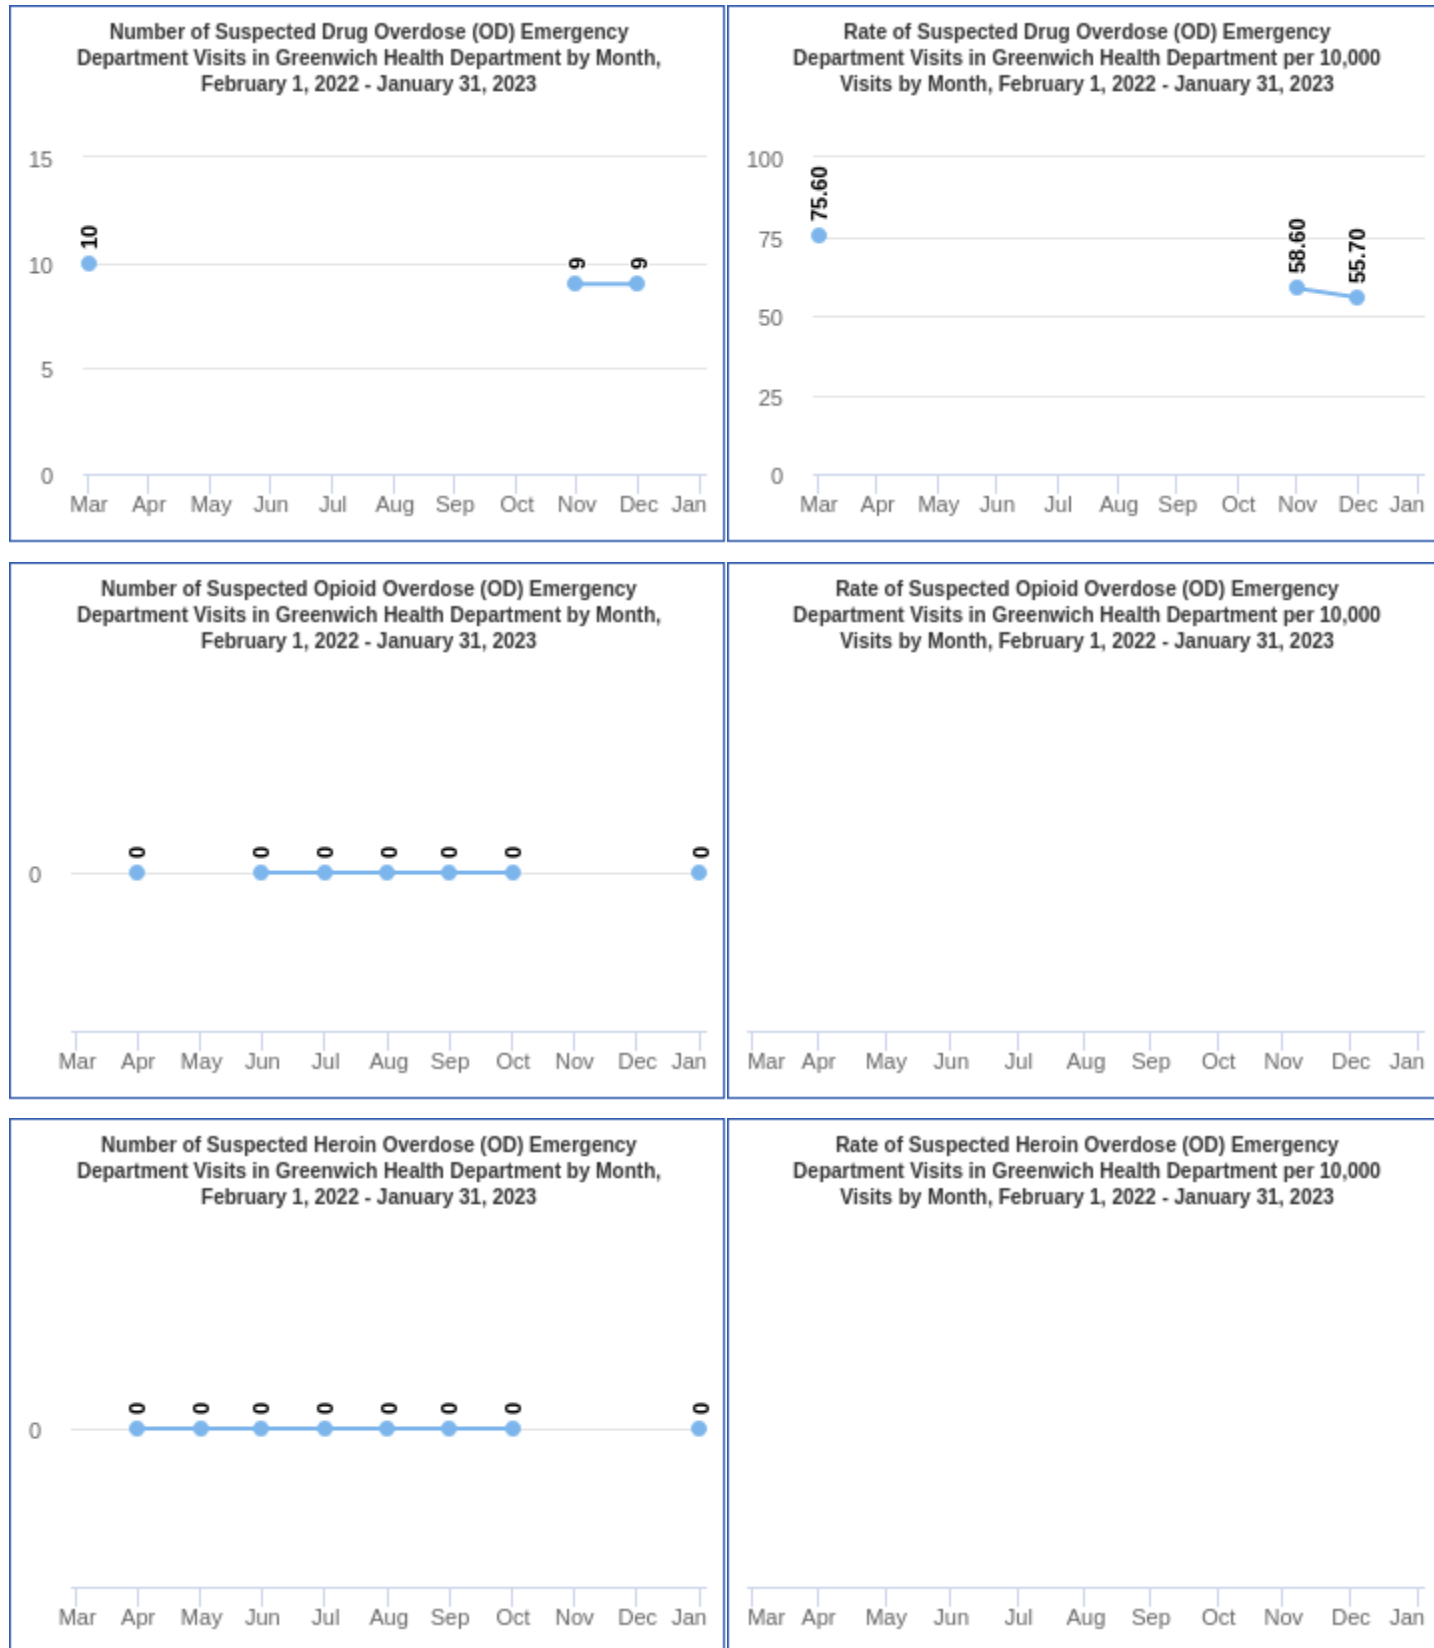 Number of Suspected Drug Overdose (OD) Emergency
Department Visits in Greenwich Health Department by Month,
February 1, 2022 - January 31, 2023
15
10
5
0
10
9
9
Mar Apr May Jun Jul Aug Sep Oct Nov Dec Jan
Rate of Suspected Drug Overdose (OD) Emergency
Department Visits in Greenwich Health Department per 10,000
Visits by Month, February 1, 2022 - January 31, 2023
100
75
50
25
0
75.60
58.60
55.70
Mar Apr May Jun Jul Aug Sep Oct Nov Dec Jan
Number of Suspected Opioid Overdose (OD) Emergency
Department Visits in Greenwich Health Department by Month,
February 1, 2022 - January 31, 2023
0
0 0 0 0 0 0 0
Mar Apr May Jun Jul Aug Sep Oct Nov Dec Jan
Rate of Suspected Opioid Overdose (OD) Emergency
Department Visits in Greenwich Health Department per 10,000
Visits by Month, February 1, 2022 - January 31, 2023
Mar Apr May Jun Jul Aug Sep Oct Nov Dec Jan
Number of Suspected Heroin Overdose (OD) Emergency
Department Visits in Greenwich Health Department by Month,
February 1, 2022 - January 31, 2023
0
0 0 0 0 0 0 0 0
Mar Apr May Jun Jul Aug Sep Oct Nov Dec Jan
Rate of Suspected Heroin Overdose (OD) Emergency
Department Visits in Greenwich Health Department per 10,000
Visits by Month, February 1, 2022 - January 31, 2023
Mar Apr May Jun Jul Aug Sep Oct Nov Dec Jan